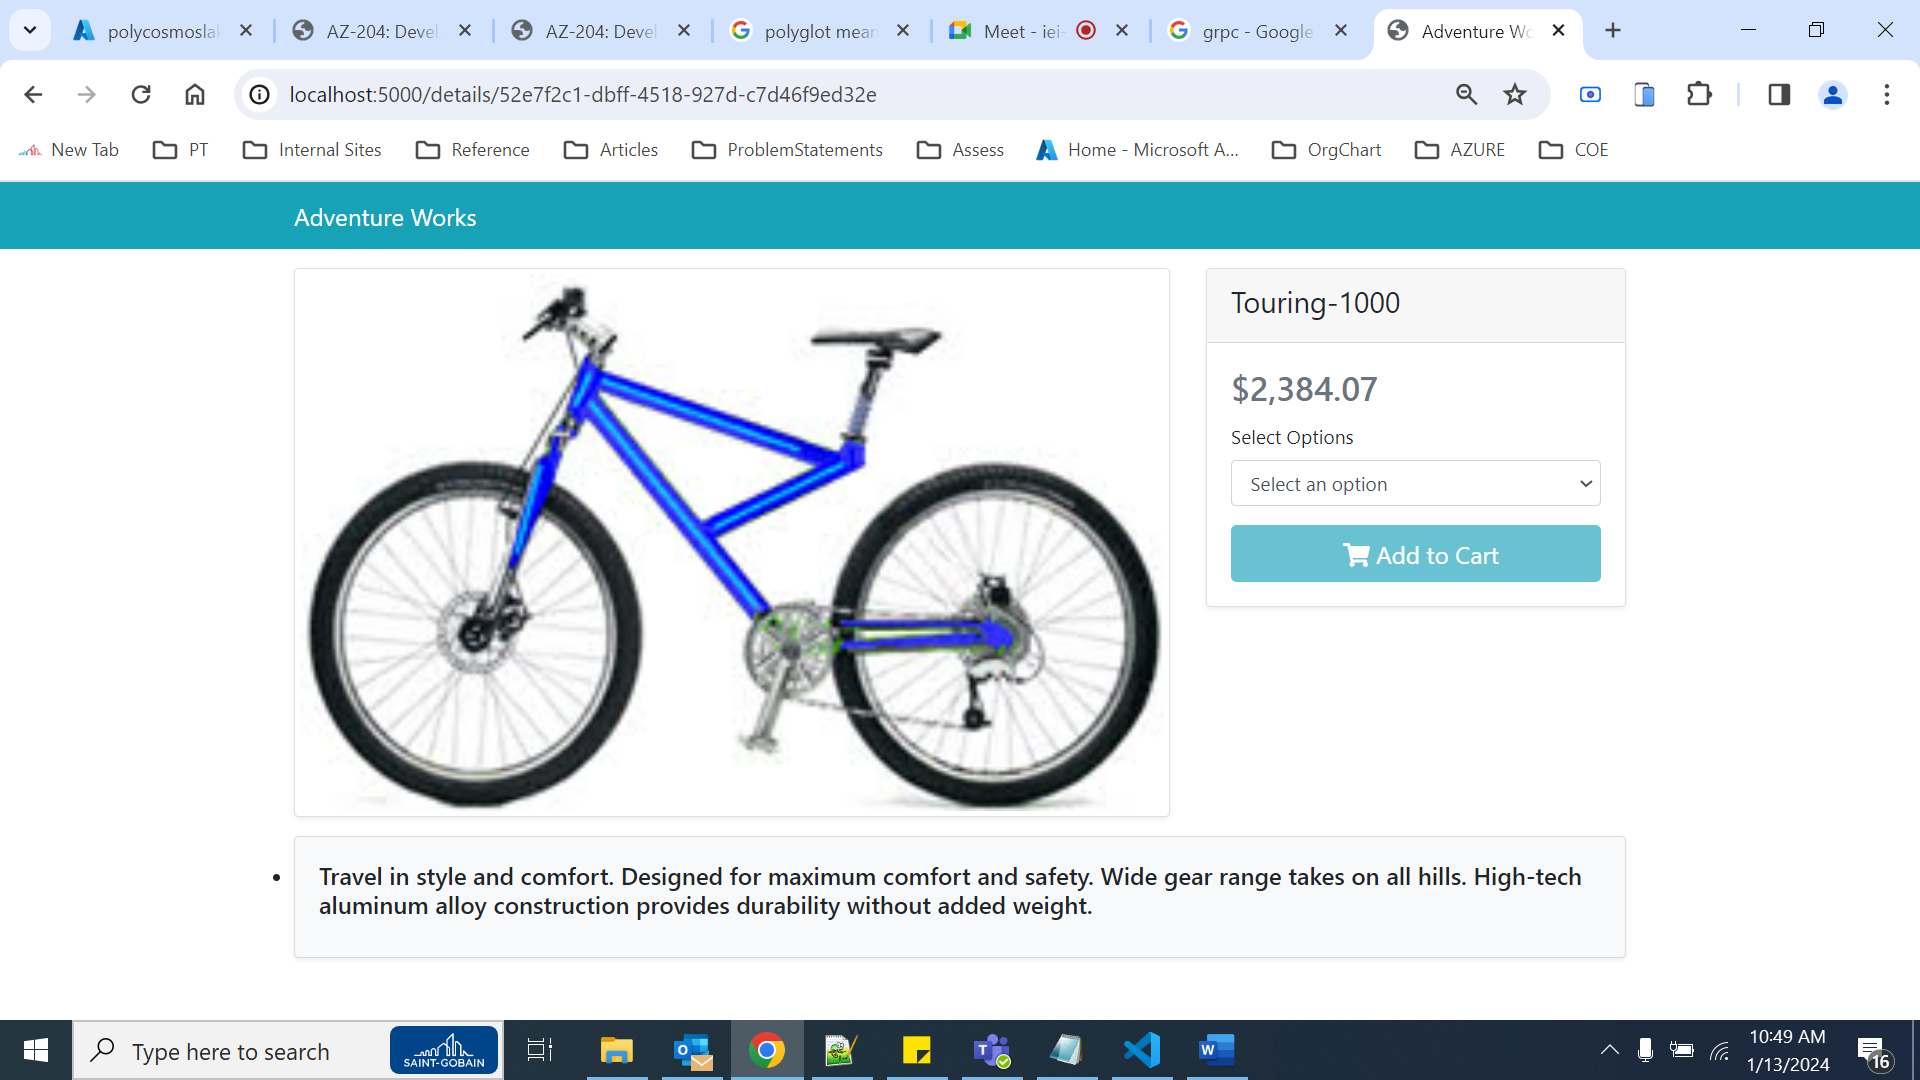 polycosmosla
AZ-204: Devel
AZ-204: Devel
polyglot mean
Meet - iei-
grpc - Google
Adventure Wo
localhost:5000/details/52e7f2c1-dbff-4518-927d-c7d46f9ed32e
New Tab
PT
Internal Sites
Reference
Articles
ProblemStatements
Assess
Home - Microsoft A...
OrgChart
AZURE
COE
Adventure Works
Touring-1000
$2,384.07
Select Options
Select an option
Add to Cart
Travel in style and comfort. Designed for maximum comfort and safety. Wide gear range takes on all hills. High-tech
aluminum alloy construction provides durability without added weight.
Type here to search
SAINT-GOBAIN
10:49 AM
1/13/2024
16